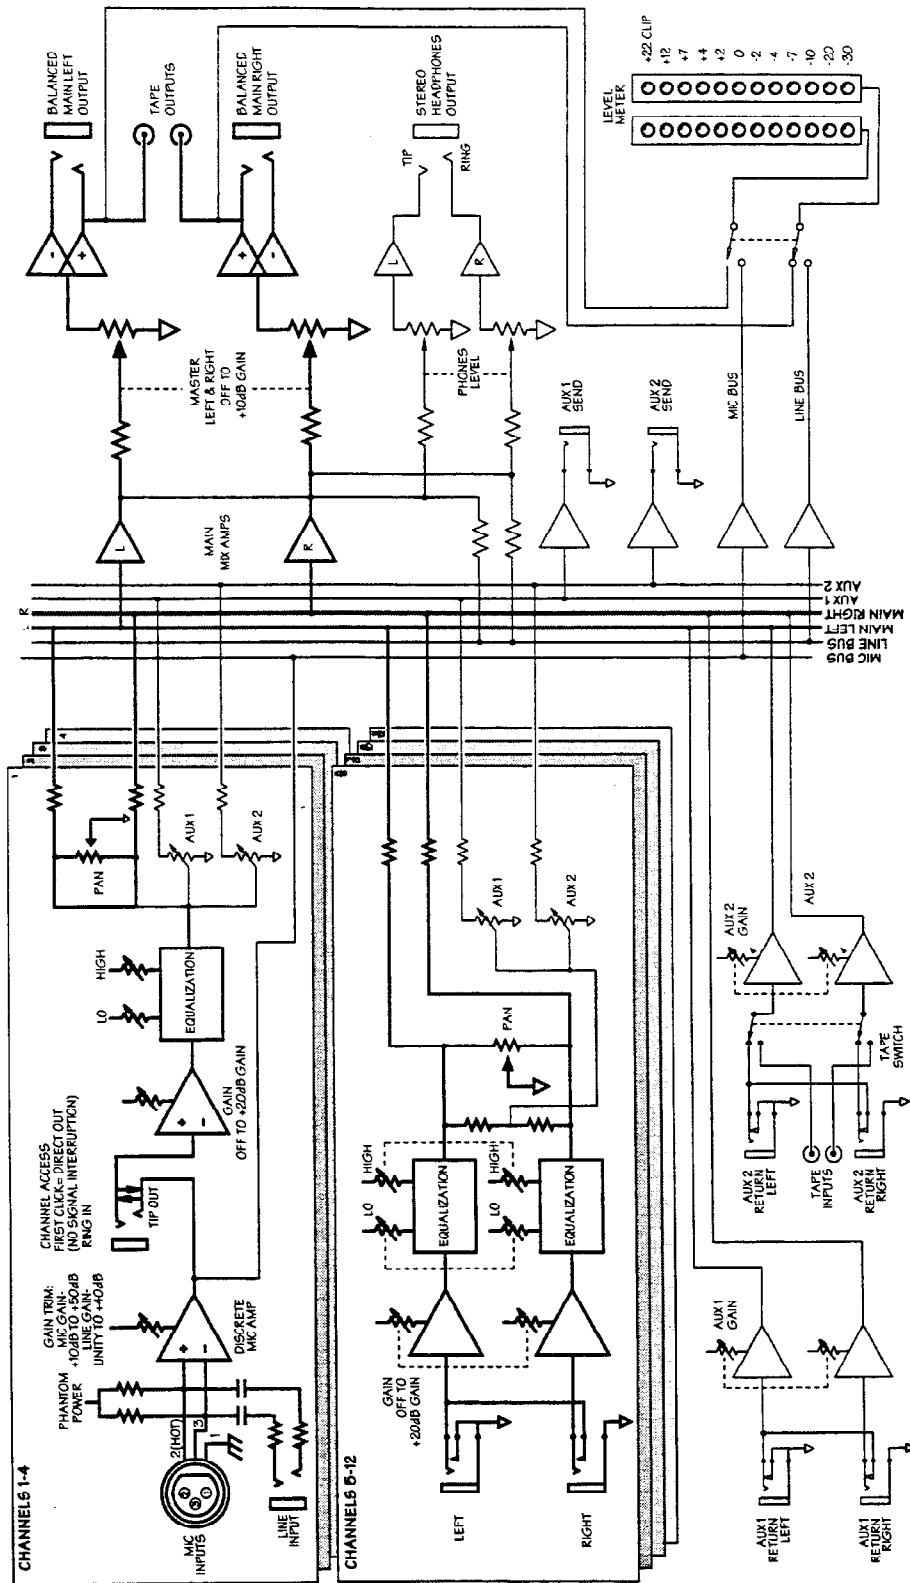 CHANNELS 1-4
MIC
INPUTS
2(HOT)
3
1
LINE
INPUT
PHANTOM
POWER
GAIN TRIM:
MIC GAIN-
+10dB TO +50dB
LINE GAIN-
UNITY TO +40dB
+
-
DISCRETE
MIC AMP
CHANNEL ACCESS
FIRST CLICK= DIRECT OUT
(NO SIGNAL INTERRUPTION)
RING IN
TIP OUT
+
-
GAIN
OFF TO +20dB GAIN
LO
HIGH
EQUALIZATION
PAN
AUX 1
AUX 2
1
4
CHANNELS 5-12
LEFT
RIGHT
GAIN
OFF TO
+20dB GAIN
LO
HIGH
EQUALIZATION
LO
HIGH
EQUALIZATION
PAN
AUX 1
AUX 2
AUX 1
RETURN
LEFT
AUX 1
RETURN
RIGHT
AUX 1
GAIN
AUX 2
RETURN
LEFT
TAPE
INPUTS
AUX 2
RETURN
RIGHT
TAPE
SWITCH
AUX 2
GAIN
AUX 2
L
R
MIC BUS
LINE BUS
MAIN LEFT
MAIN RIGHT
AUX 1
AUX 2
L
MAIN
MIX AMPS
R
MASTER
LEFT & RIGHT
OFF TO
+10dB GAIN
PHONES
LEVEL
-
+
+
-
L
R
TIP
RING
BALANCED
MAIN LEFT
OUTPUT
TAPE
OUTPUTS
BALANCED
MAIN RIGHT
OUTPUT
STEREO
HEADPHONES
OUTPUT
AUX 1
SEND
AUX 2
SEND
MIC BUS
LINE BUS
LEVEL
METER
+22 CLIP
+12
+7
+4
+2
0
-2
-4
-7
-10
-20
-30